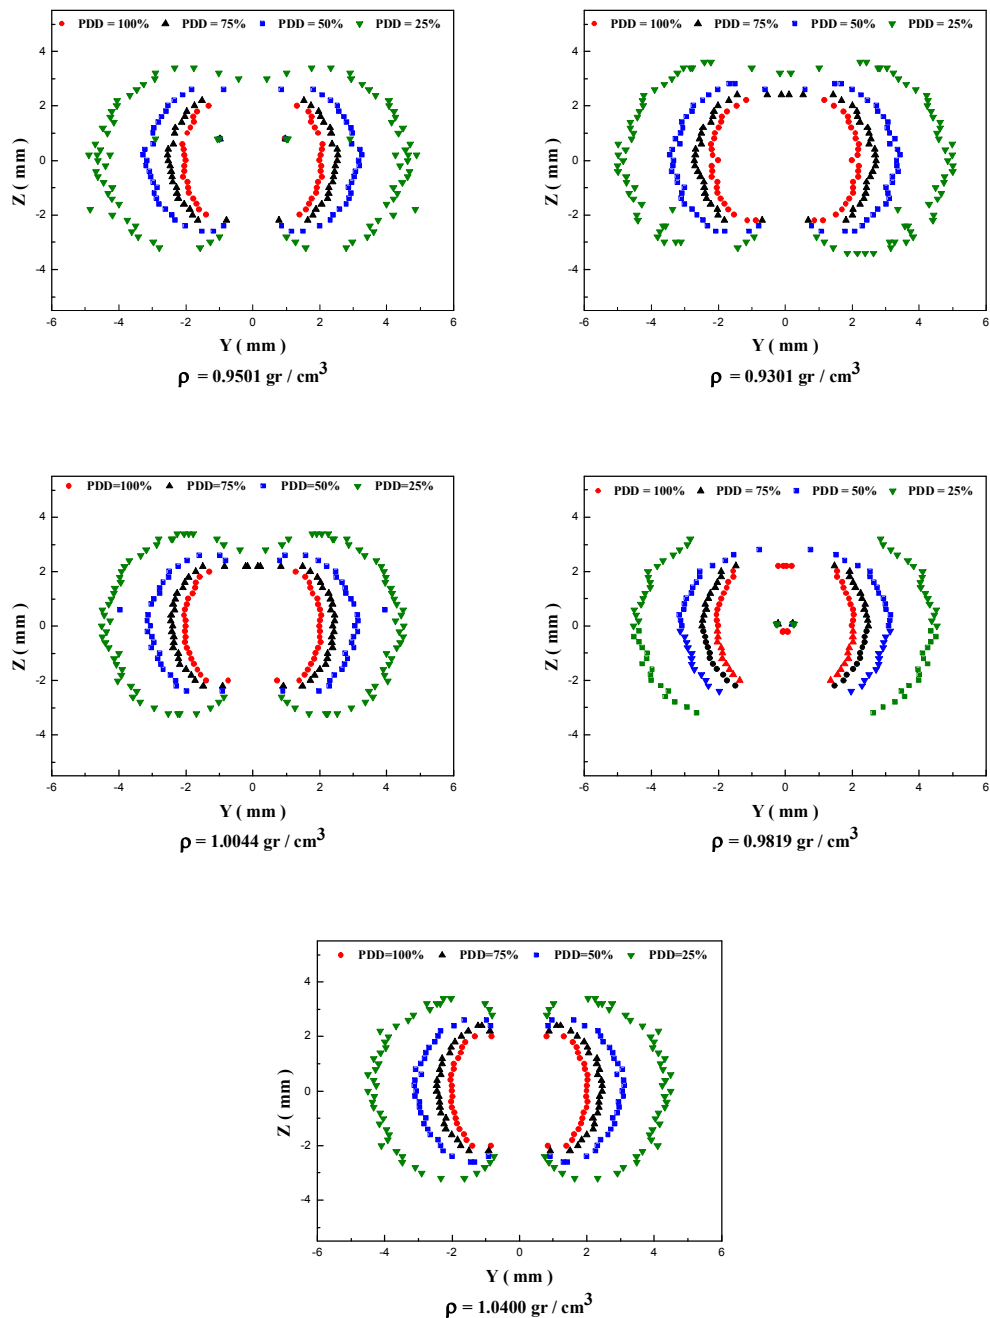 PDD = 100% PDD = 75% PDD = 50% PDD = 25%
4
2
0
-2
-4
Z ( mm )
-6 -4 -2 0 2 4 6
Y ( mm )
ρ = 0.9501 gr / cm3
PDD = 100% PDD = 75% PDD = 50% PDD = 25%
4
2
0
-2
-4
Z ( mm )
-6 -4 -2 0 2 4 6
Y ( mm )
ρ = 0.9301 gr / cm3
PDD=100% PDD=75% PDD=50% PDD=25%
4
2
0
-2
-4
Z ( mm )
-6 -4 -2 0 2 4 6
Y ( mm )
ρ = 1.0044 gr / cm3
PDD = 100% PDD = 75% PDD = 50% PDD = 25%
4
2
0
-2
-4
Z ( mm )
-6 -4 -2 0 2 4 6
Y ( mm )
ρ = 0.9819 gr / cm3
PDD=100% PDD=75% PDD=50% PDD=25%
4
2
0
-2
-4
Z ( mm )
-6 -4 -2 0 2 4 6
Y ( mm )
ρ = 1.0400 gr / cm3